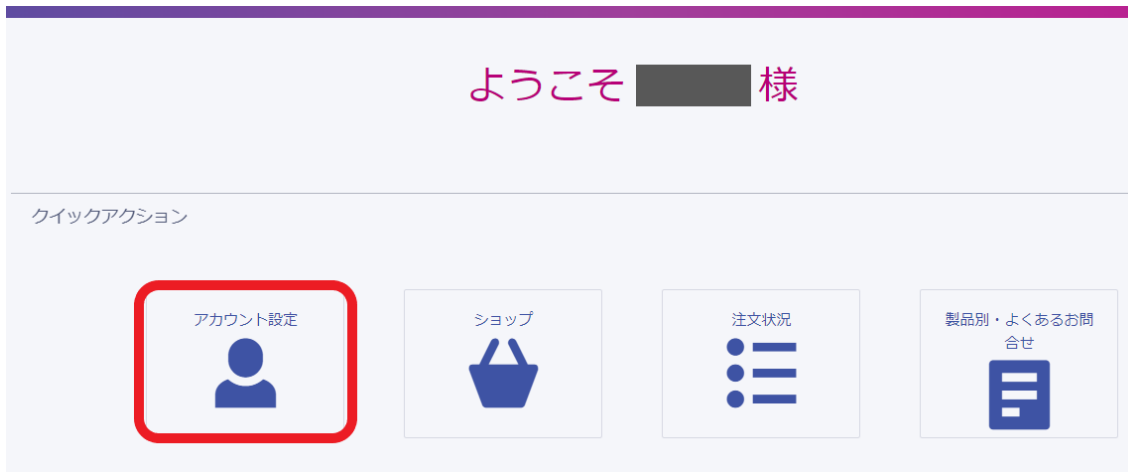 ようこそ 様
クイックアクション
アカウント設定
ショップ
注文状況
製品別・よくあるお問
合せ